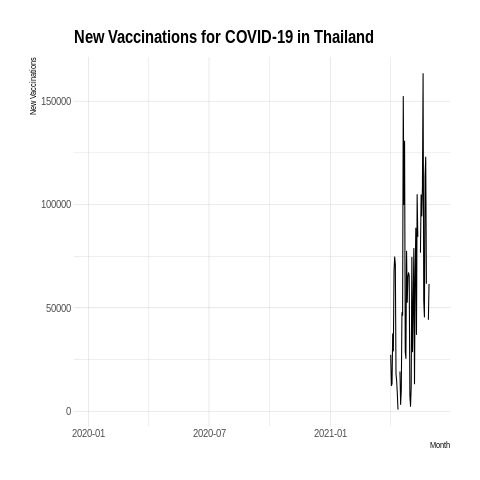 New Vaccinations for COVID-19 in Thailand
New Vaccinations
150000
100000
50000
0
2020-01 2020-07 2021-01
Month